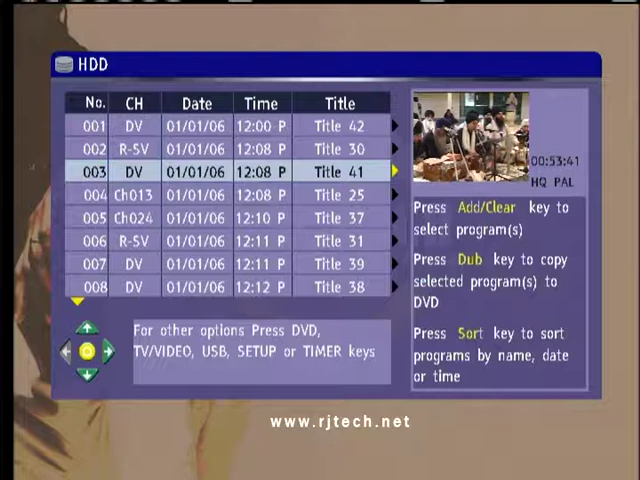 HDD
No. CH Date Time Title
001 DV 01/01/06 12:00 P Title 42
002 R-SV 01/01/06 12:08 P Title 30
003 DV 01/01/06 12:08 P Title 41
004 Ch013 01/01/06 12:08 P Title 25
005 Ch024 01/01/06 12:10 P Title 37
006 R-SV 01/01/06 12:11 P Title 31
007 DV 01/01/06 12:11 P Title 39
008 DV 01/01/06 12:12 P Title 38
00:53:41
HQ PAL
Press Add/Clear key to
select program(s)
Press Dub key to copy
selected program(s) to
DVD
Press Sort key to sort
programs by name, date
or time
For other options Press DVD,
TV/VIDEO, USB, SETUP or TIMER keys
www.rjtech.net